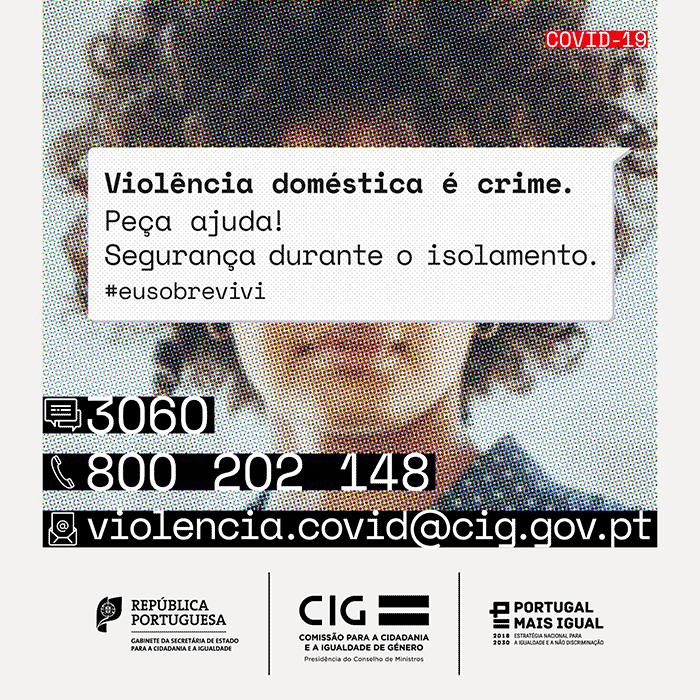 COVID-19
Violência doméstica é crime.
Peça ajuda!
Segurança durante o isolamento.
#eusobrevivi
3060
800 202 148
violencia.covid@cig.gov.pt
REPÚBLICA
PORTUGUESA
GABINETE DA SECRETÁRIA DE ESTADO
PARA A CIDADANIA E A IGUALDADE
CIG
COMISSÃO PARA A CIDADANIA
E A IGUALDADE DE GÉNERO
Presidência do Conselho de Ministros
PORTUGAL
MAIS IGUAL
2018 ESTRATÉGIA NACIONAL PARA
2030 A IGUALDADE E A NÃO DISCRIMINAÇÃO